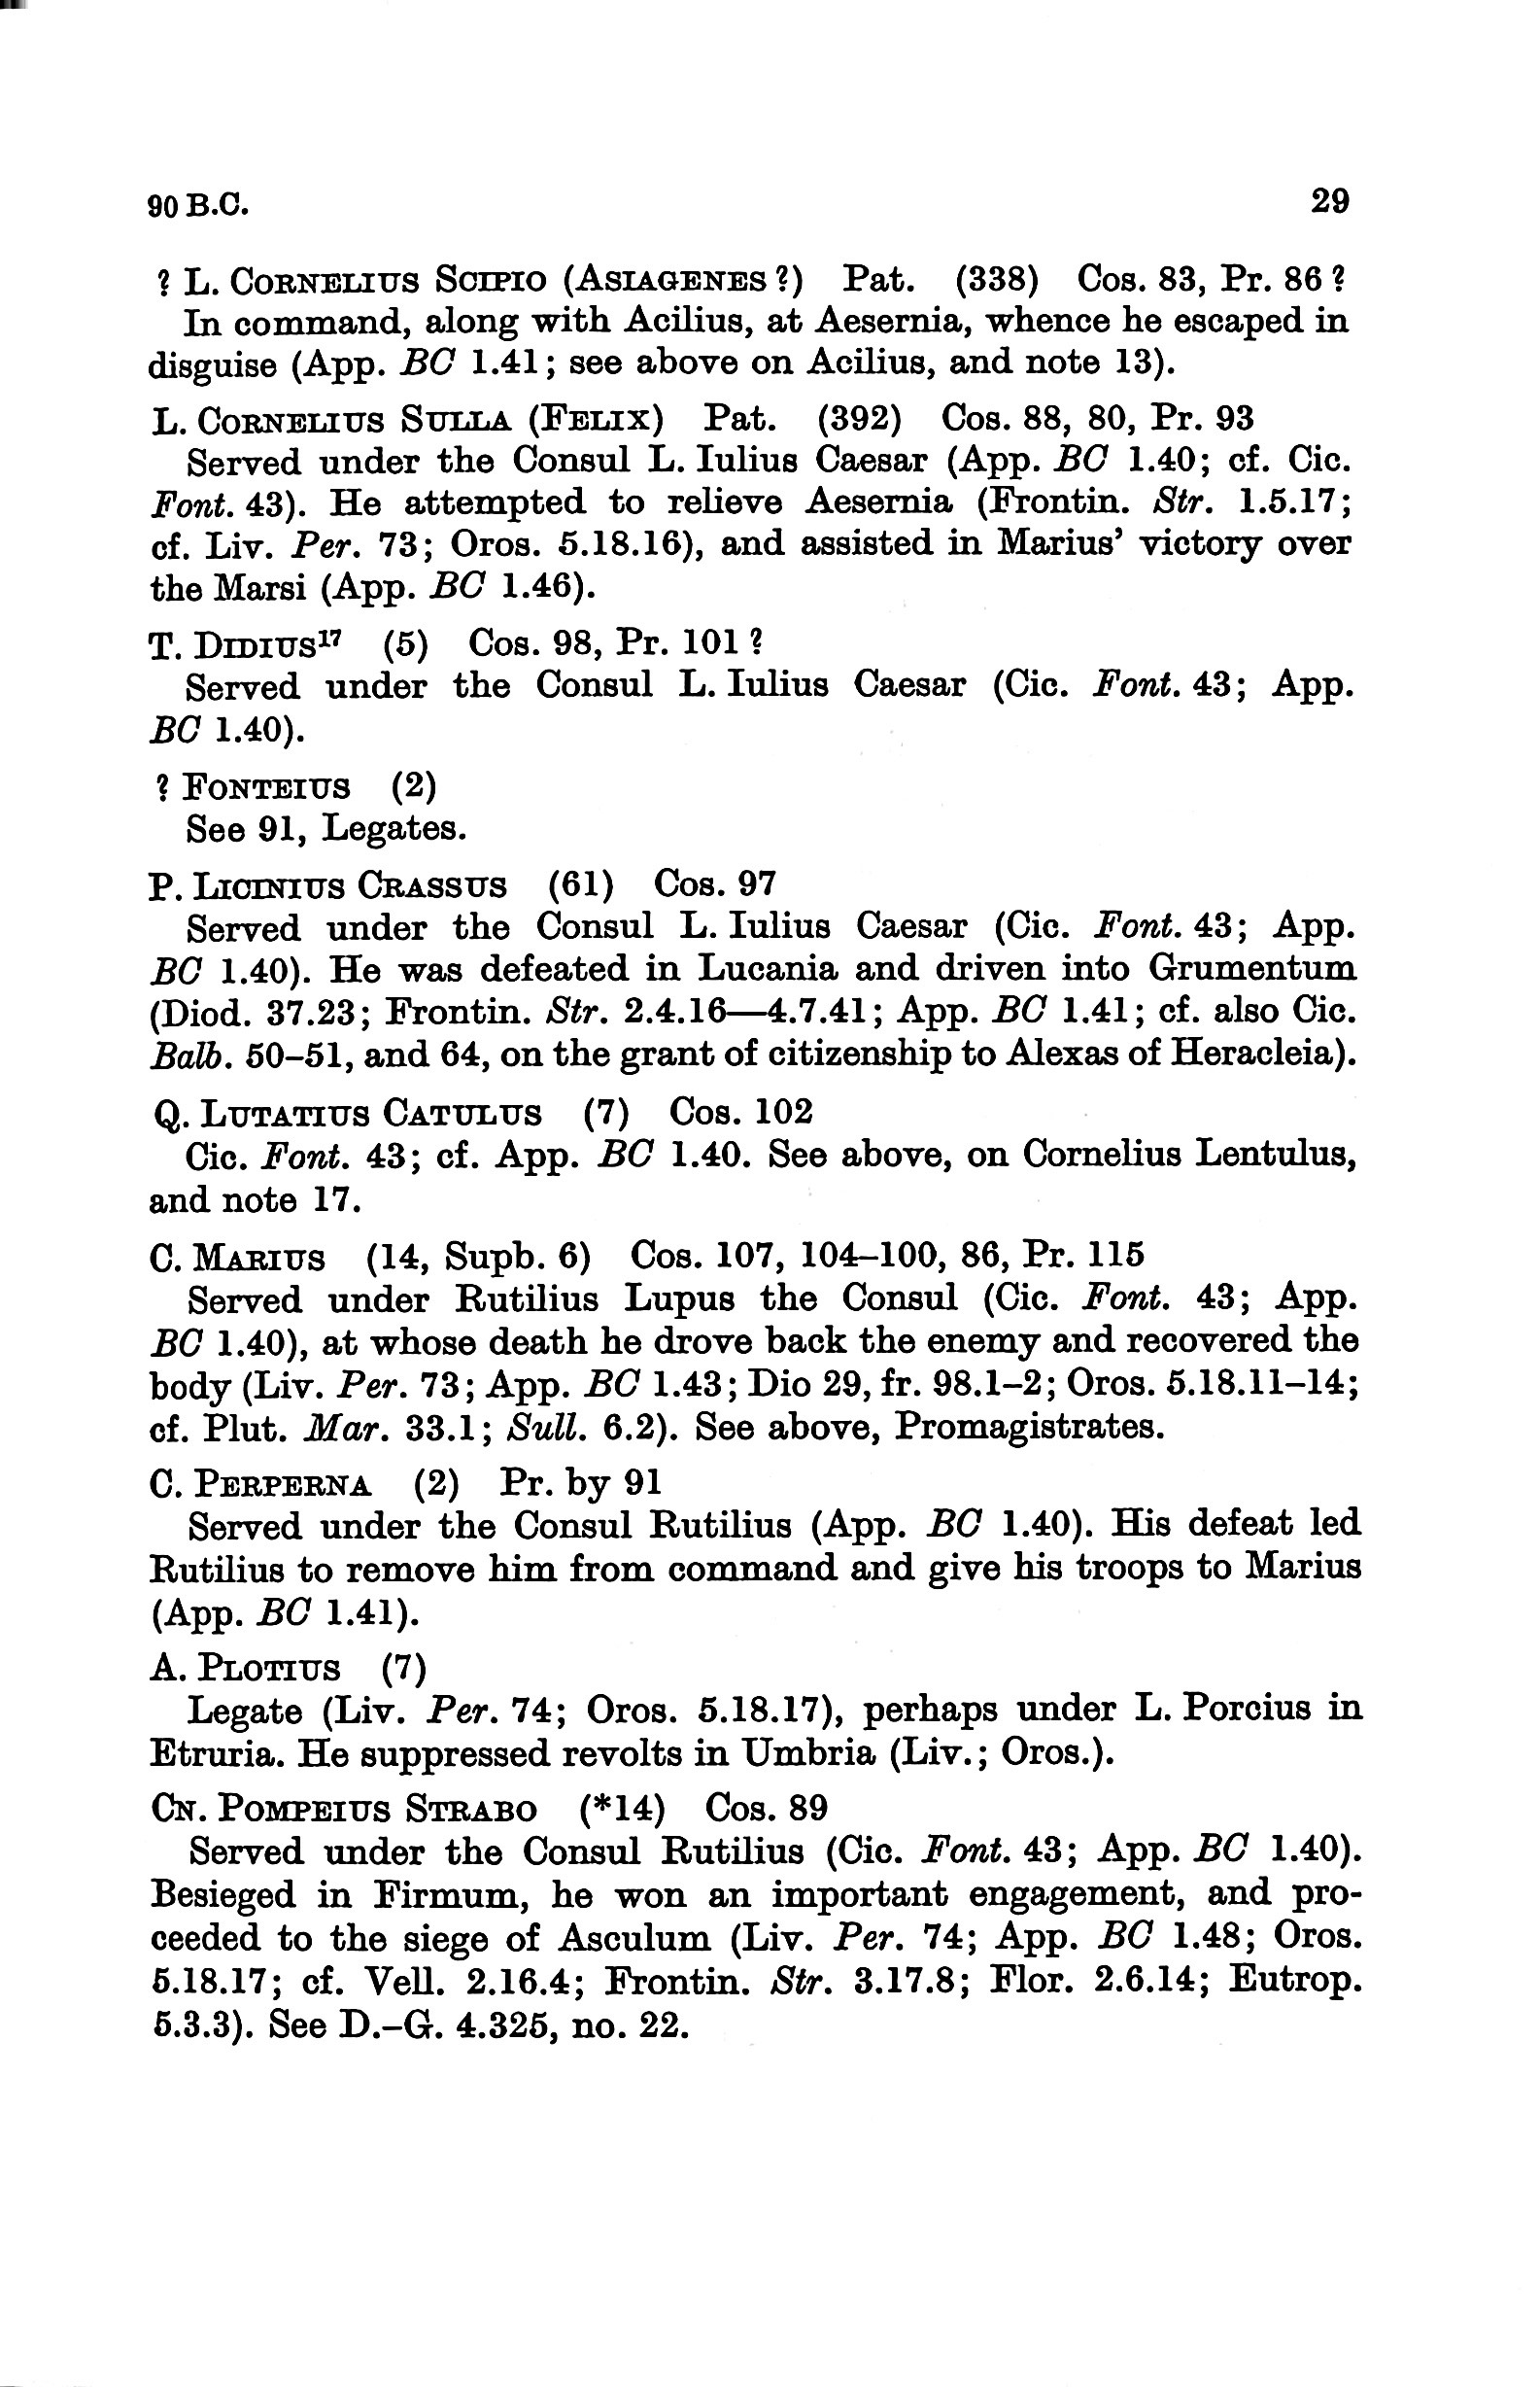 90 B.C. 29
? L. CORNELIUS SCIPIO (ASIAGENES?) Pat. (338) Cos. 83, Pr. 86?
In command, along with Acilius, at Aesernia, whence he escaped in
disguise (App. BC 1.41; see above on Acilius, and note 13).
L. CORNELIUS SULLA (FELIX) Pat. (392) Cos. 88, 80, Pr. 93
Served under the Consul L. Iulius Caesar (App. BC 1.40; cf. Cic.
Font. 43). He attempted to relieve Aesernia (Frontin. Str. 1.5.17;
cf. Liv. Per. 73; Oros. 5.18.16), and assisted in Marius’ victory over
the Marsi (App. BC 1.46).
T. DIDIUS¹⁷ (5) Cos. 98, Pr. 101?
Served under the Consul L. Iulius Caesar (Cic. Font. 43; App.
BC 1.40).
? FONTEIUS (2)
See 91, Legates.
P. LICINIUS CRASSUS (61) Cos. 97
Served under the Consul L. Iulius Caesar (Cic. Font. 43; App.
BC 1.40). He was defeated in Lucania and driven into Grumentum
(Diod. 37.23; Frontin. Str. 2.4.16—4.7.41; App. BC 1.41; cf. also Cic.
Balb. 50–51, and 64, on the grant of citizenship to Alexas of Heracleia).
Q. LUTATIUS CATULUS (7) Cos. 102
Cic. Font. 43; cf. App. BC 1.40. See above, on Cornelius Lentulus,
and note 17.
C. MARIUS (14, Supb. 6) Cos. 107, 104–100, 86, Pr. 115
Served under Rutilius Lupus the Consul (Cic. Font. 43; App.
BC 1.40), at whose death he drove back the enemy and recovered the
body (Liv. Per. 73; App. BC 1.43; Dio 29, fr. 98.1–2; Oros. 5.18.11–14;
cf. Plut. Mar. 33.1; Sull. 6.2). See above, Promagistrates.
C. PERPERNA (2) Pr. by 91
Served under the Consul Rutilius (App. BC 1.40). His defeat led
Rutilius to remove him from command and give his troops to Marius
(App. BC 1.41).
A. PLOTIUS (7)
Legate (Liv. Per. 74; Oros. 5.18.17), perhaps under L. Porcius in
Etruria. He suppressed revolts in Umbria (Liv.; Oros.).
CN. POMPEIUS STRABO (*14) Cos. 89
Served under the Consul Rutilius (Cic. Font. 43; App. BC 1.40).
Besieged in Firmum, he won an important engagement, and pro-
ceeded to the siege of Asculum (Liv. Per. 74; App. BC 1.48; Oros.
5.18.17; cf. Vell. 2.16.4; Frontin. Str. 3.17.8; Flor. 2.6.14; Eutrop.
5.3.3). See D.–G. 4.325, no. 22.